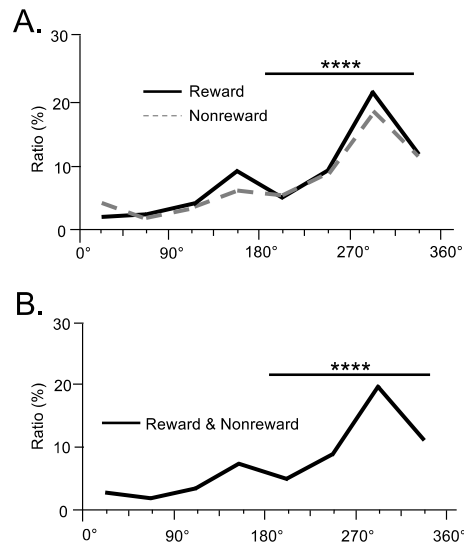 A.
30
20
10
0
Ratio (%)
****
Reward
Nonreward
0° 90° 180° 270° 360°
B.
30
20
10
0
Ratio (%)
****
Reward & Nonreward
0° 90° 180° 270° 360°